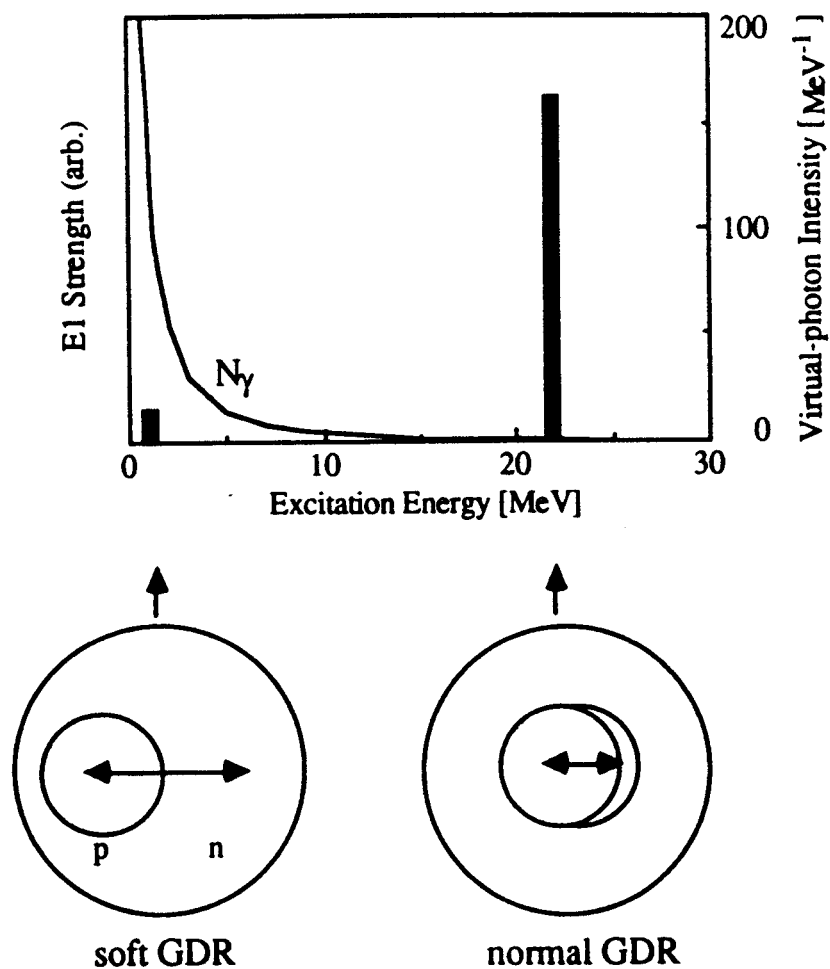 E1 Strength (arb.)
200
100
0
Virtual-photon Intensity [MeV⁻¹]
Nγ
0
10
20
30
Excitation Energy [MeV]
p
n
soft GDR
normal GDR